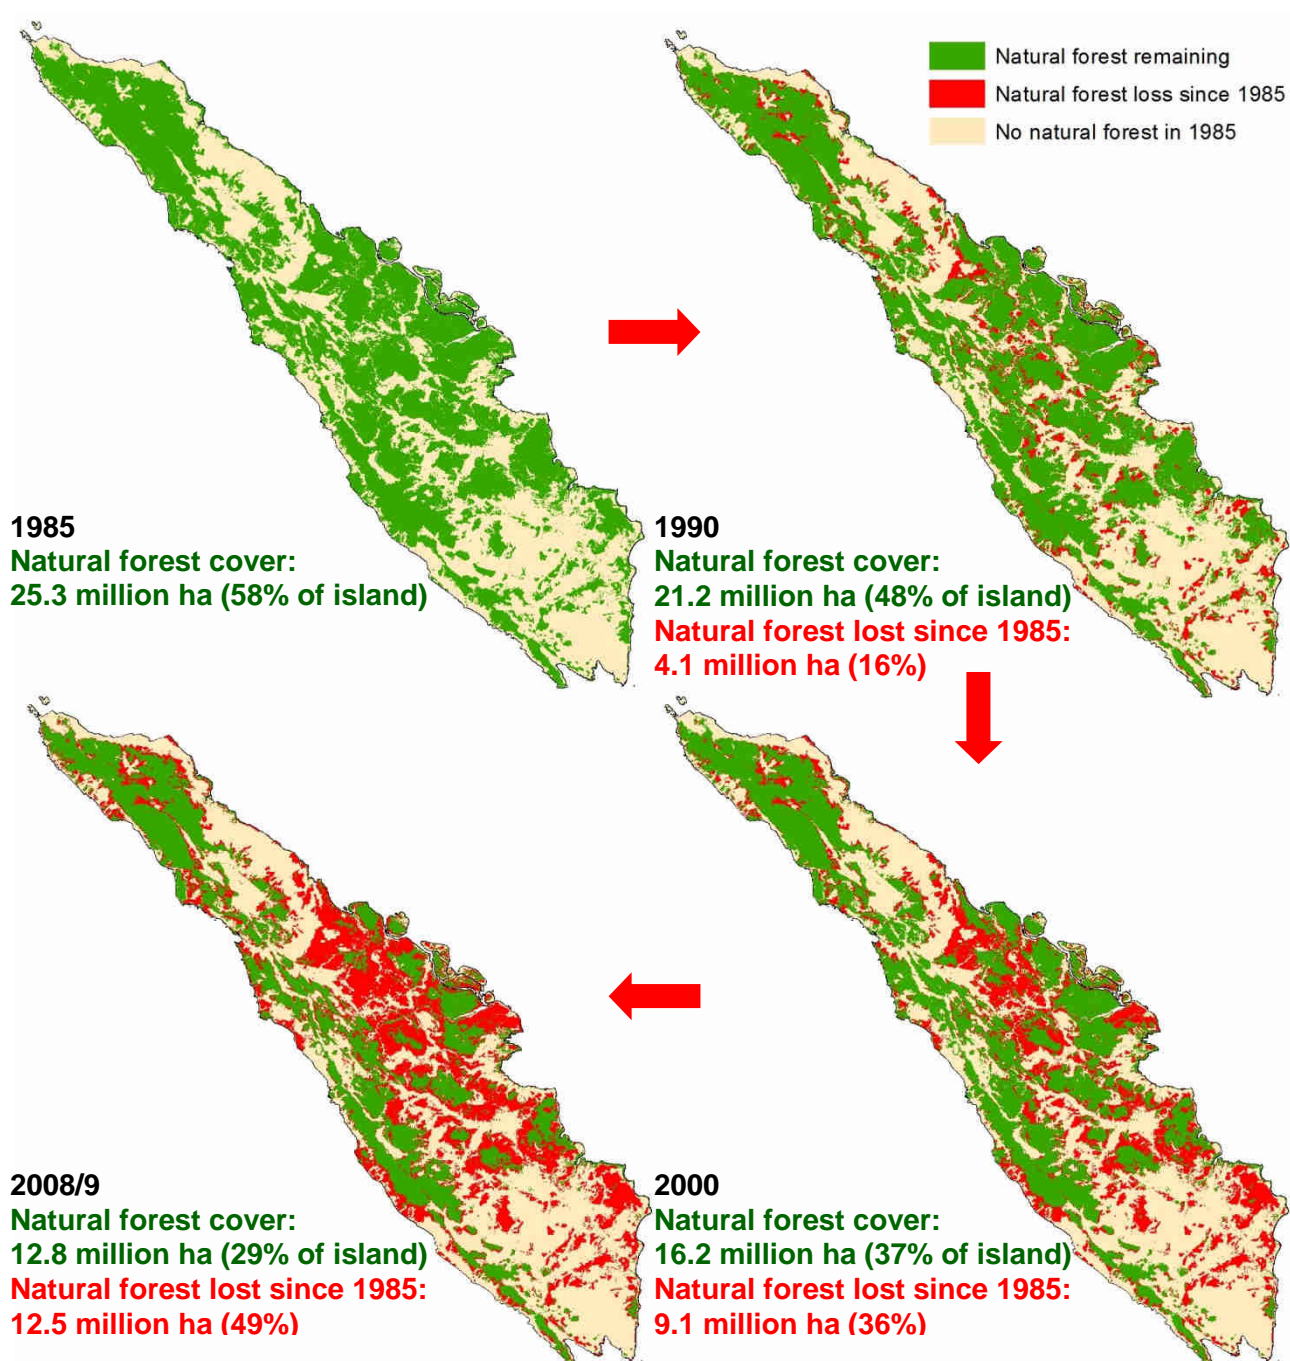 Natural forest remaining
Natural forest loss since 1985
No natural forest in 1985
1985
Natural forest cover:
25.3 million ha (58% of island)
1990
Natural forest cover:
21.2 million ha (48% of island)
Natural forest lost since 1985:
4.1 million ha (16%)
2008/9
Natural forest cover:
12.8 million ha (29% of island)
Natural forest lost since 1985:
12.5 million ha (49%)
2000
Natural forest cover:
16.2 million ha (37% of island)
Natural forest lost since 1985:
9.1 million ha (36%)